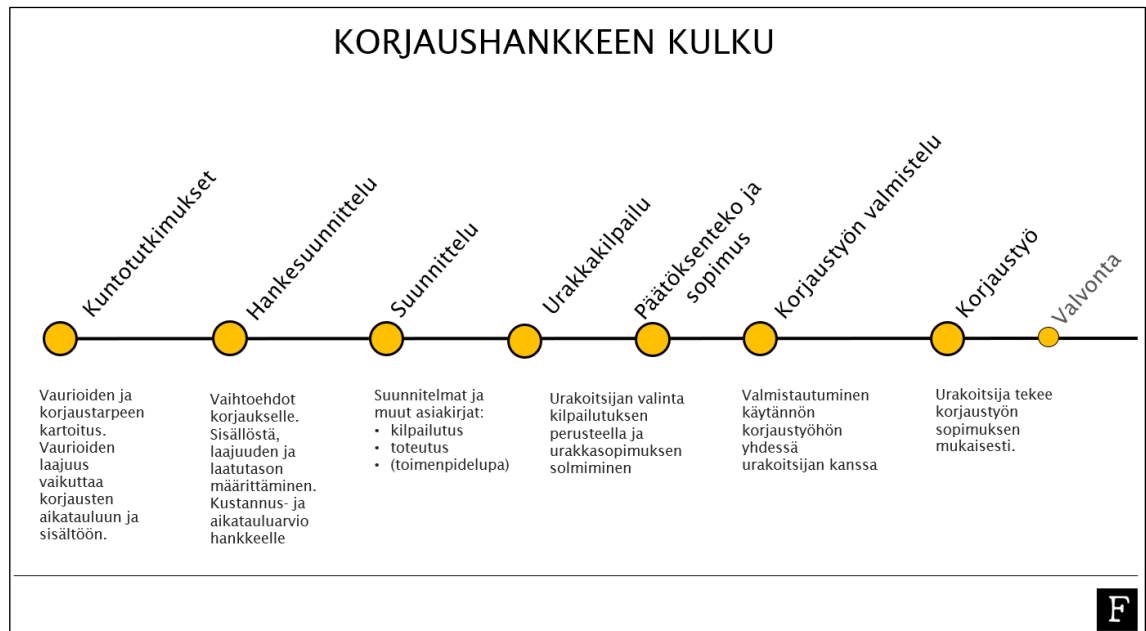 KORJAUSHANKKEEN KULKU
Kuntotutkimukset
Hankesuunnittelu
Suunnittelu
Urakkakilpailu
Päätöksenteko ja
sopimus
Korjaustyön valmistelu
Korjaustyö
Valvonta
Vaurioiden ja
korjaustarpeen
kartoitus.
Vaurioiden
laajuus
vaikuttaa
korjausten
aikatauluun ja
sisältöön.
Vaihtoehdot
korjaukselle.
Sisällöstä,
laajuuden ja
laatutason
määrittäminen.
Kustannus- ja
aikatauluarvio
hankkeelle
Suunnitelmat ja
muut asiakirjat:
• kilpailutus
• toteutus
• (toimenpidelupa)
Urakoitsijan valinta
kilpailutuksen
perusteella ja
urakkasopimuksen
solmiminen
Valmistautuminen
käytännön
korjaustyöhön
yhdessä
urakoitsijan kanssa
Urakoitsija tekee
korjaustyön
sopimuksen
mukaisesti.
F